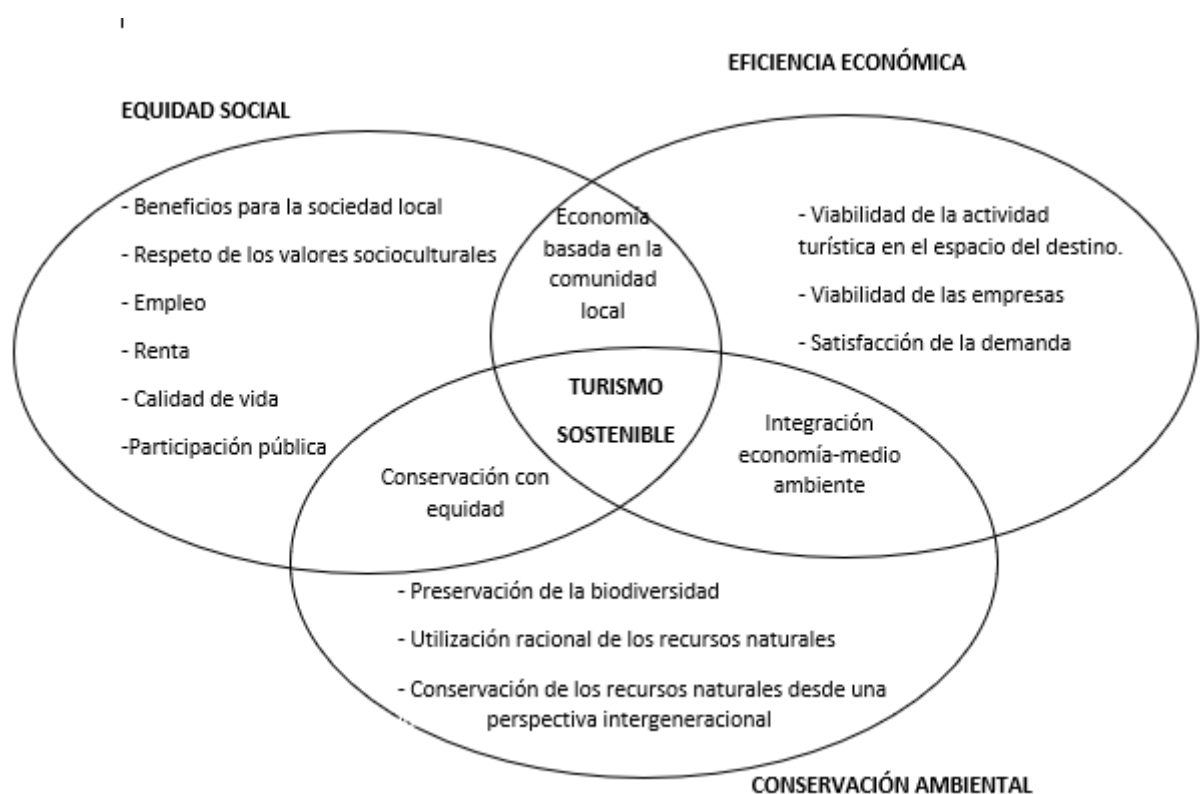 EFICIENCIA ECONÓMICA
EQUIDAD SOCIAL
- Beneficios para la sociedad local
- Respeto de los valores socioculturales
- Empleo
- Renta
- Calidad de vida
-Participación pública
Economía
basada en la
comunidad
local
- Viabilidad de la actividad
turística en el espacio del destino.
- Viabilidad de las empresas
- Satisfacción de la demanda
TURISMO
SOSTENIBLE
Conservación con
equidad
Integración
economía-medio
ambiente
- Preservación de la biodiversidad
- Utilización racional de los recursos naturales
- Conservación de los recursos naturales desde una
perspectiva intergeneracional
CONSERVACIÓN AMBIENTAL